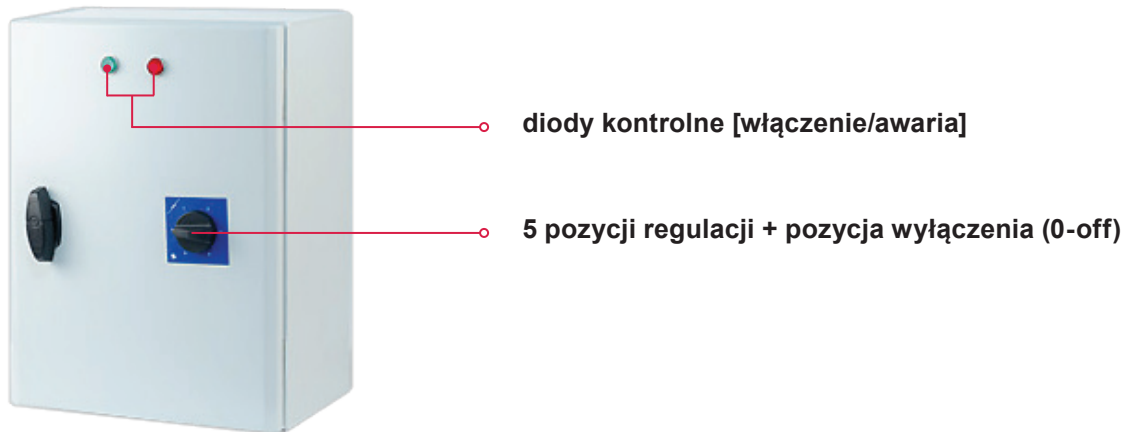 diody kontrolne [włączenie/awaria]
5 pozycji regulacji + pozycja wyłączenia (0-off)